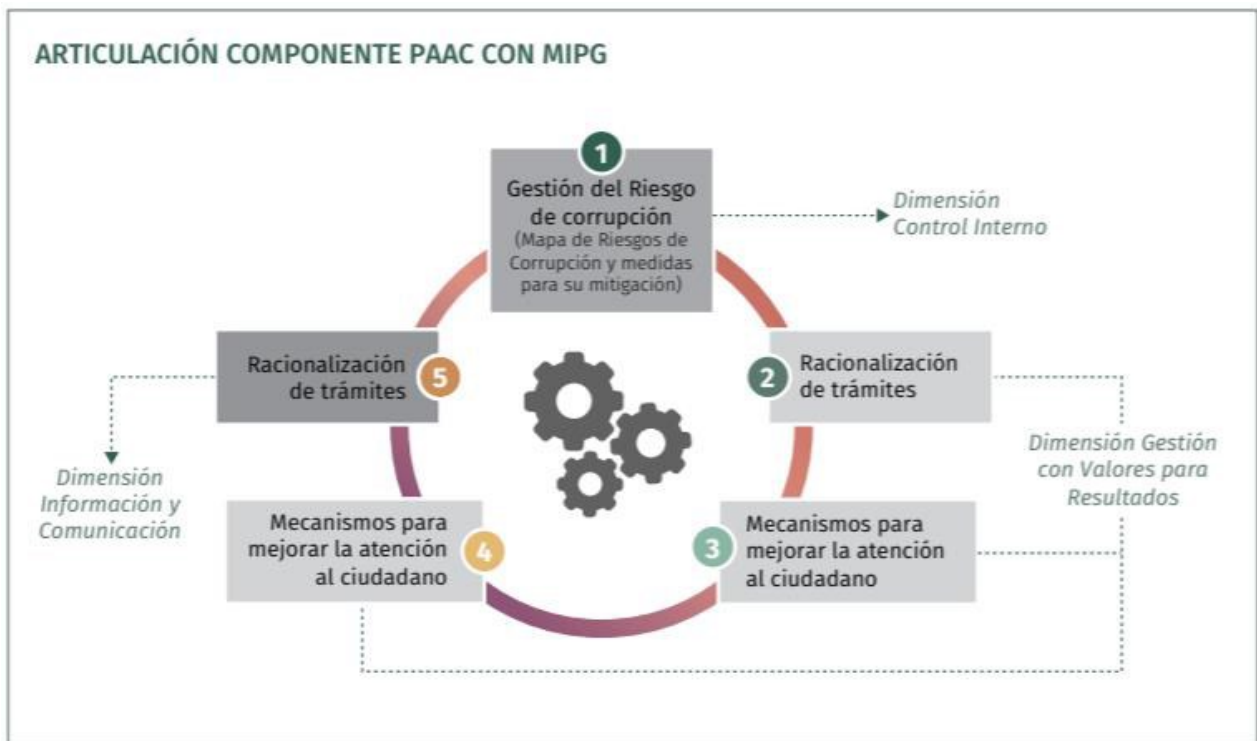 ARTICULACIÓN COMPONENTE PAAC CON MIPG
1
Gestión del Riesgo
de corrupción
(Mapa de Riesgos de
Corrupción y medidas
para su mitigación)
Dimensión
Control Interno
Racionalización
de trámites
5
2
Racionalización
de trámites
Dimensión Gestión
con Valores para
Resultados
Dimensión
Información y
Comunicación
Mecanismos para
mejorar la atención
al ciudadano
4
3
Mecanismos para
mejorar la atención
al ciudadano